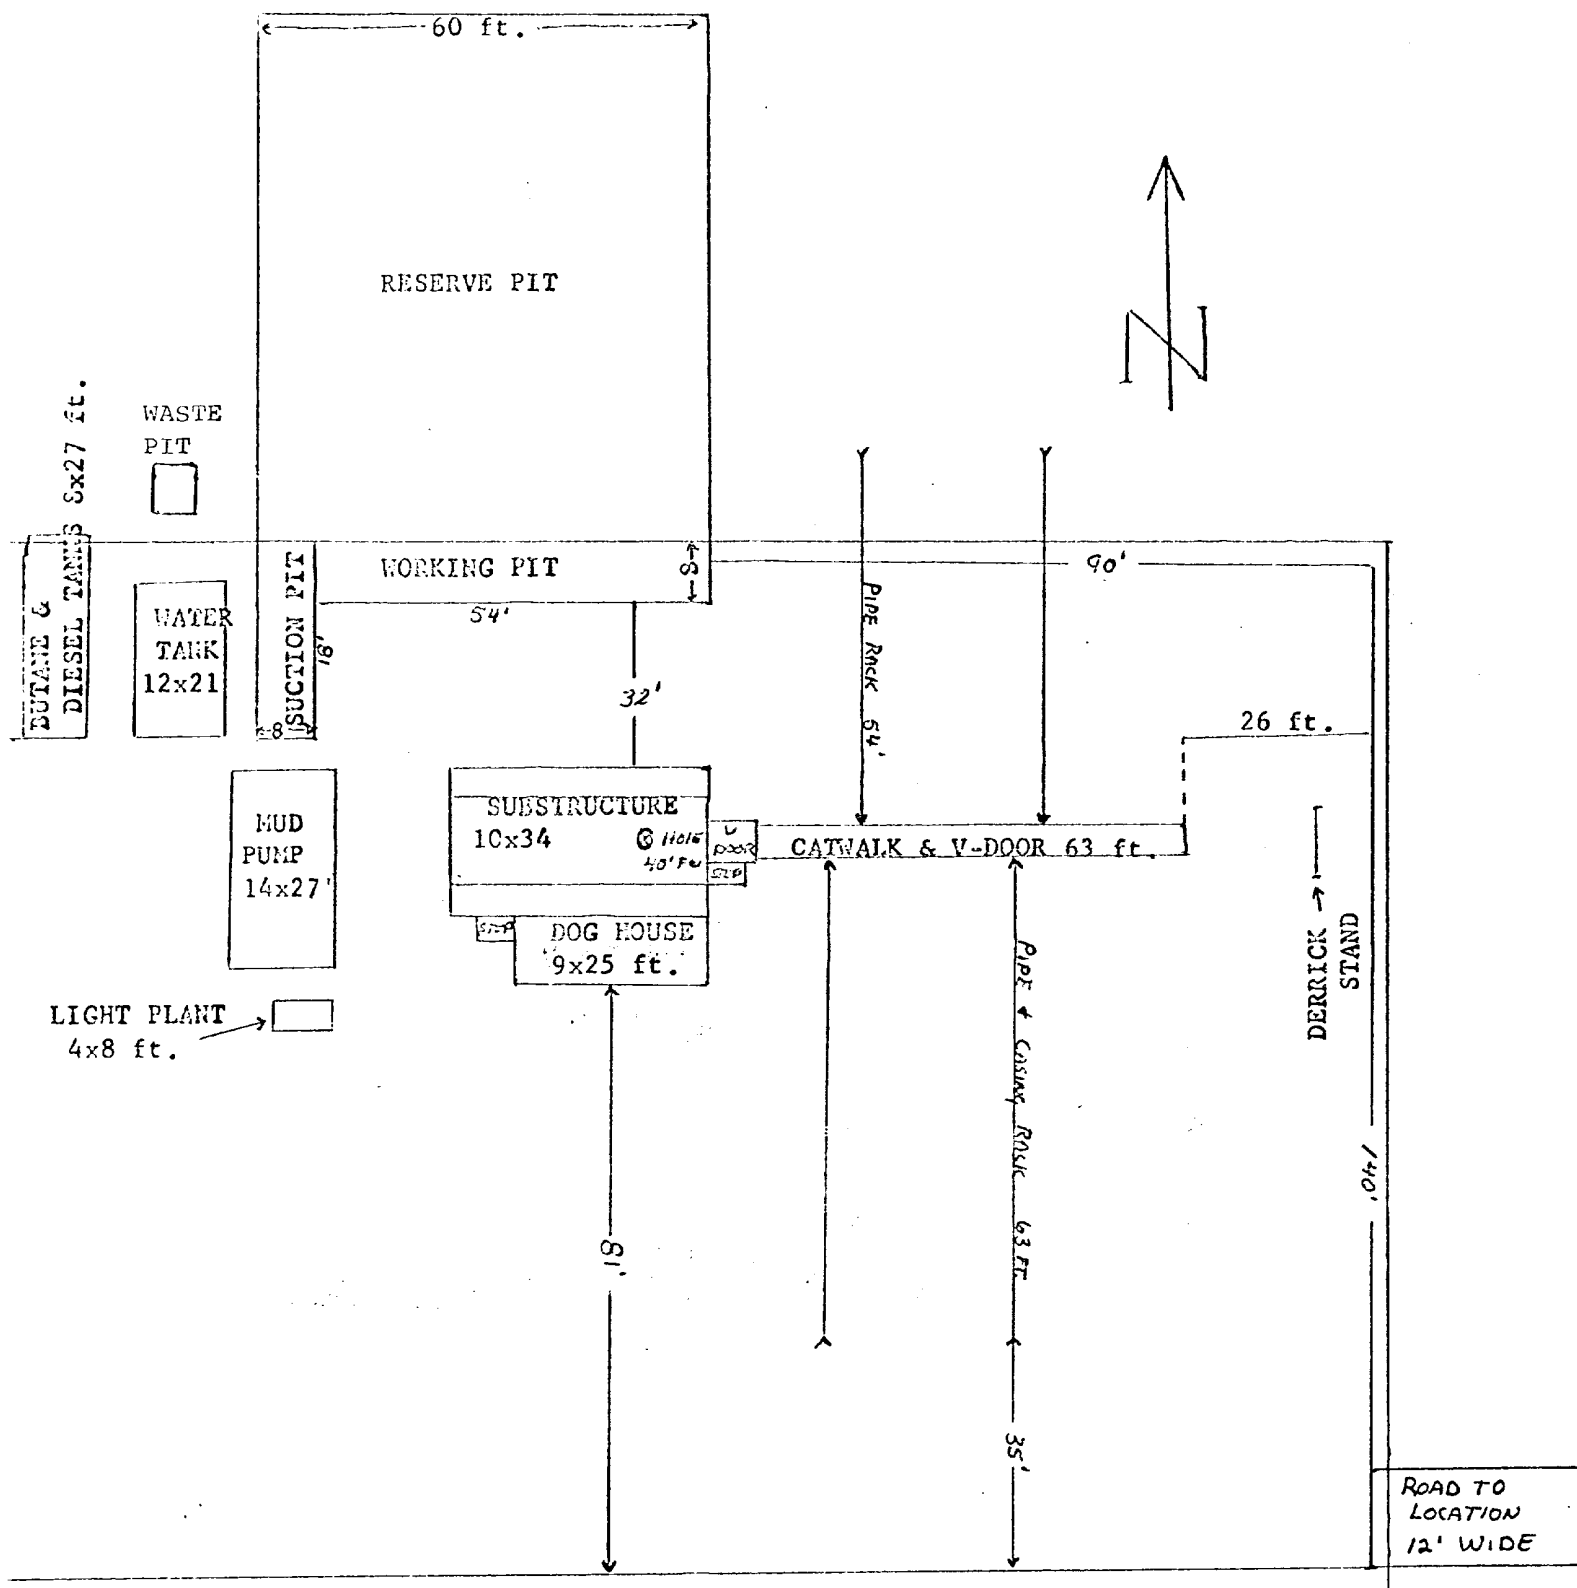 60 ft.
RESERVE PIT
N
WASTE
PIT
BUTANE &
DIESEL TANKS 8x27 ft.
WATER
TANK
12x21
SUCTION PIT
18'
8
WORKING PIT
8
54'
32'
90'
PIPE RACK 54'
26 ft.
MUD
PUMP
14x27'
SUBSTRUCTURE
10x34
HOLE
40'
V
DOOR
STEP
CATWALK & V-DOOR 63 ft.
STEP
DOG HOUSE
9x25 ft.
DERRICK
STAND
LIGHT PLANT
4x8 ft.
PIPE & CASING RACK 63 FT.
81'
140'
35'
ROAD TO
LOCATION
12' WIDE